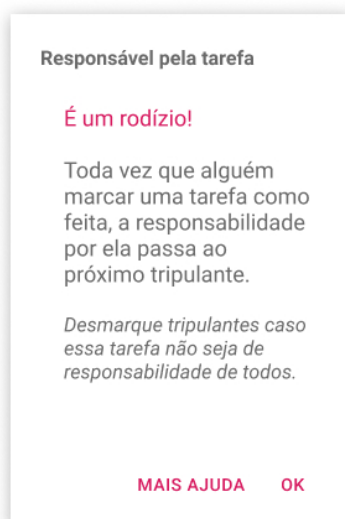 Responsável pela tarefa
É um rodízio!
Toda vez que alguém
marcar uma tarefa como
feita, a responsabilidade
por ela passa ao
próximo tripulante.
Desmarque tripulantes caso
essa tarefa não seja de
responsabilidade de todos.
MAIS AJUDA OK